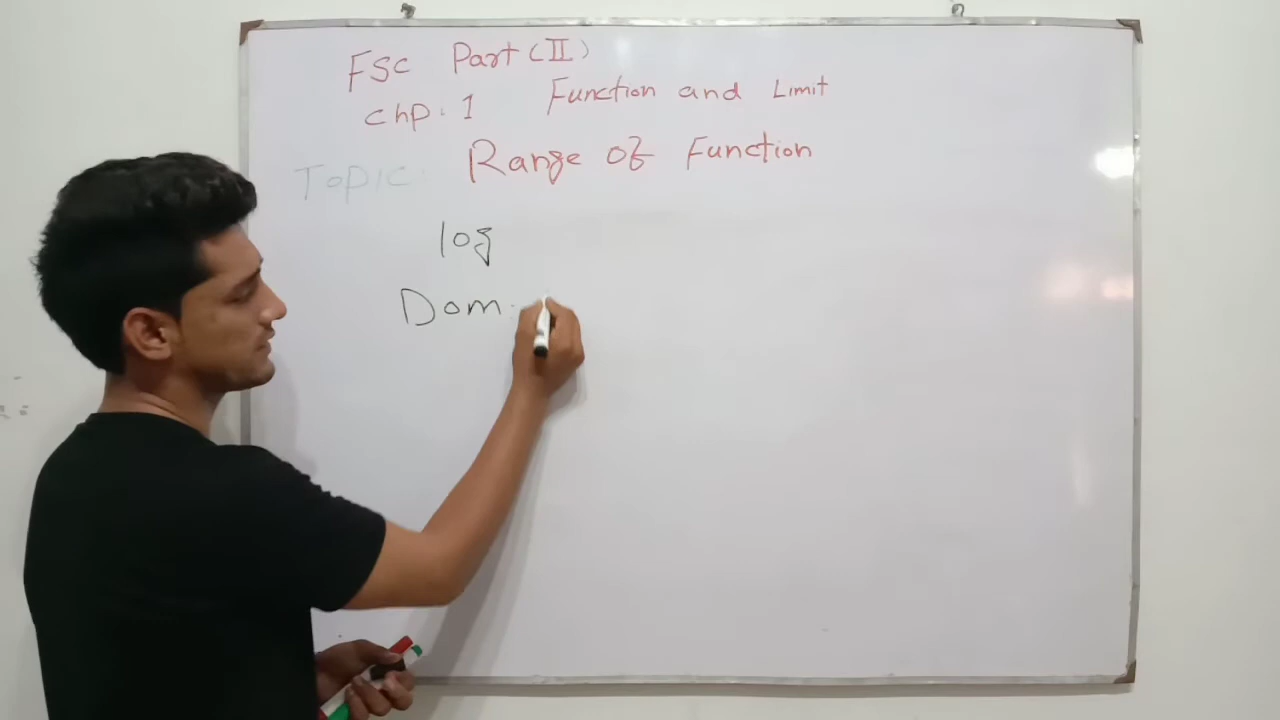 FSc Part (II)
Chp: 1 Function and Limit
Topic: Range of Function
log
Dom: